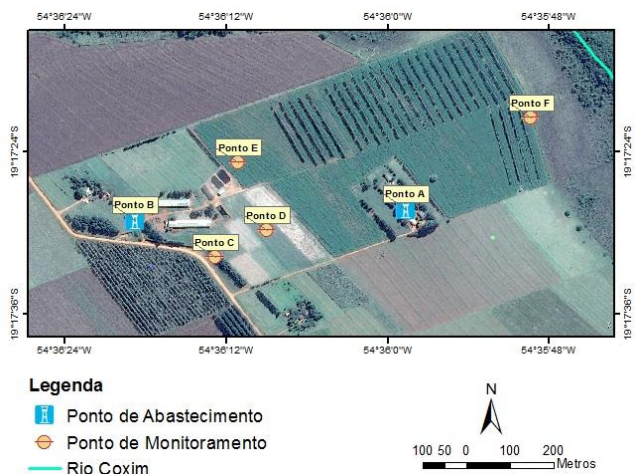 54°36'24"W 54°36'12"W 54°36'0"W 54°35'48"W
19°17'24"S 19°17'24"S
Ponto F
Ponto E
Ponto A
Ponto B
Ponto D
Ponto C
19°17'36"S 19°17'36"S
54°36'24"W 54°36'12"W 54°36'0"W 54°35'48"W
Legenda
Ponto de Abastecimento
Ponto de Monitoramento
Rio Coxim
N
100 50 0 100 200
Metros